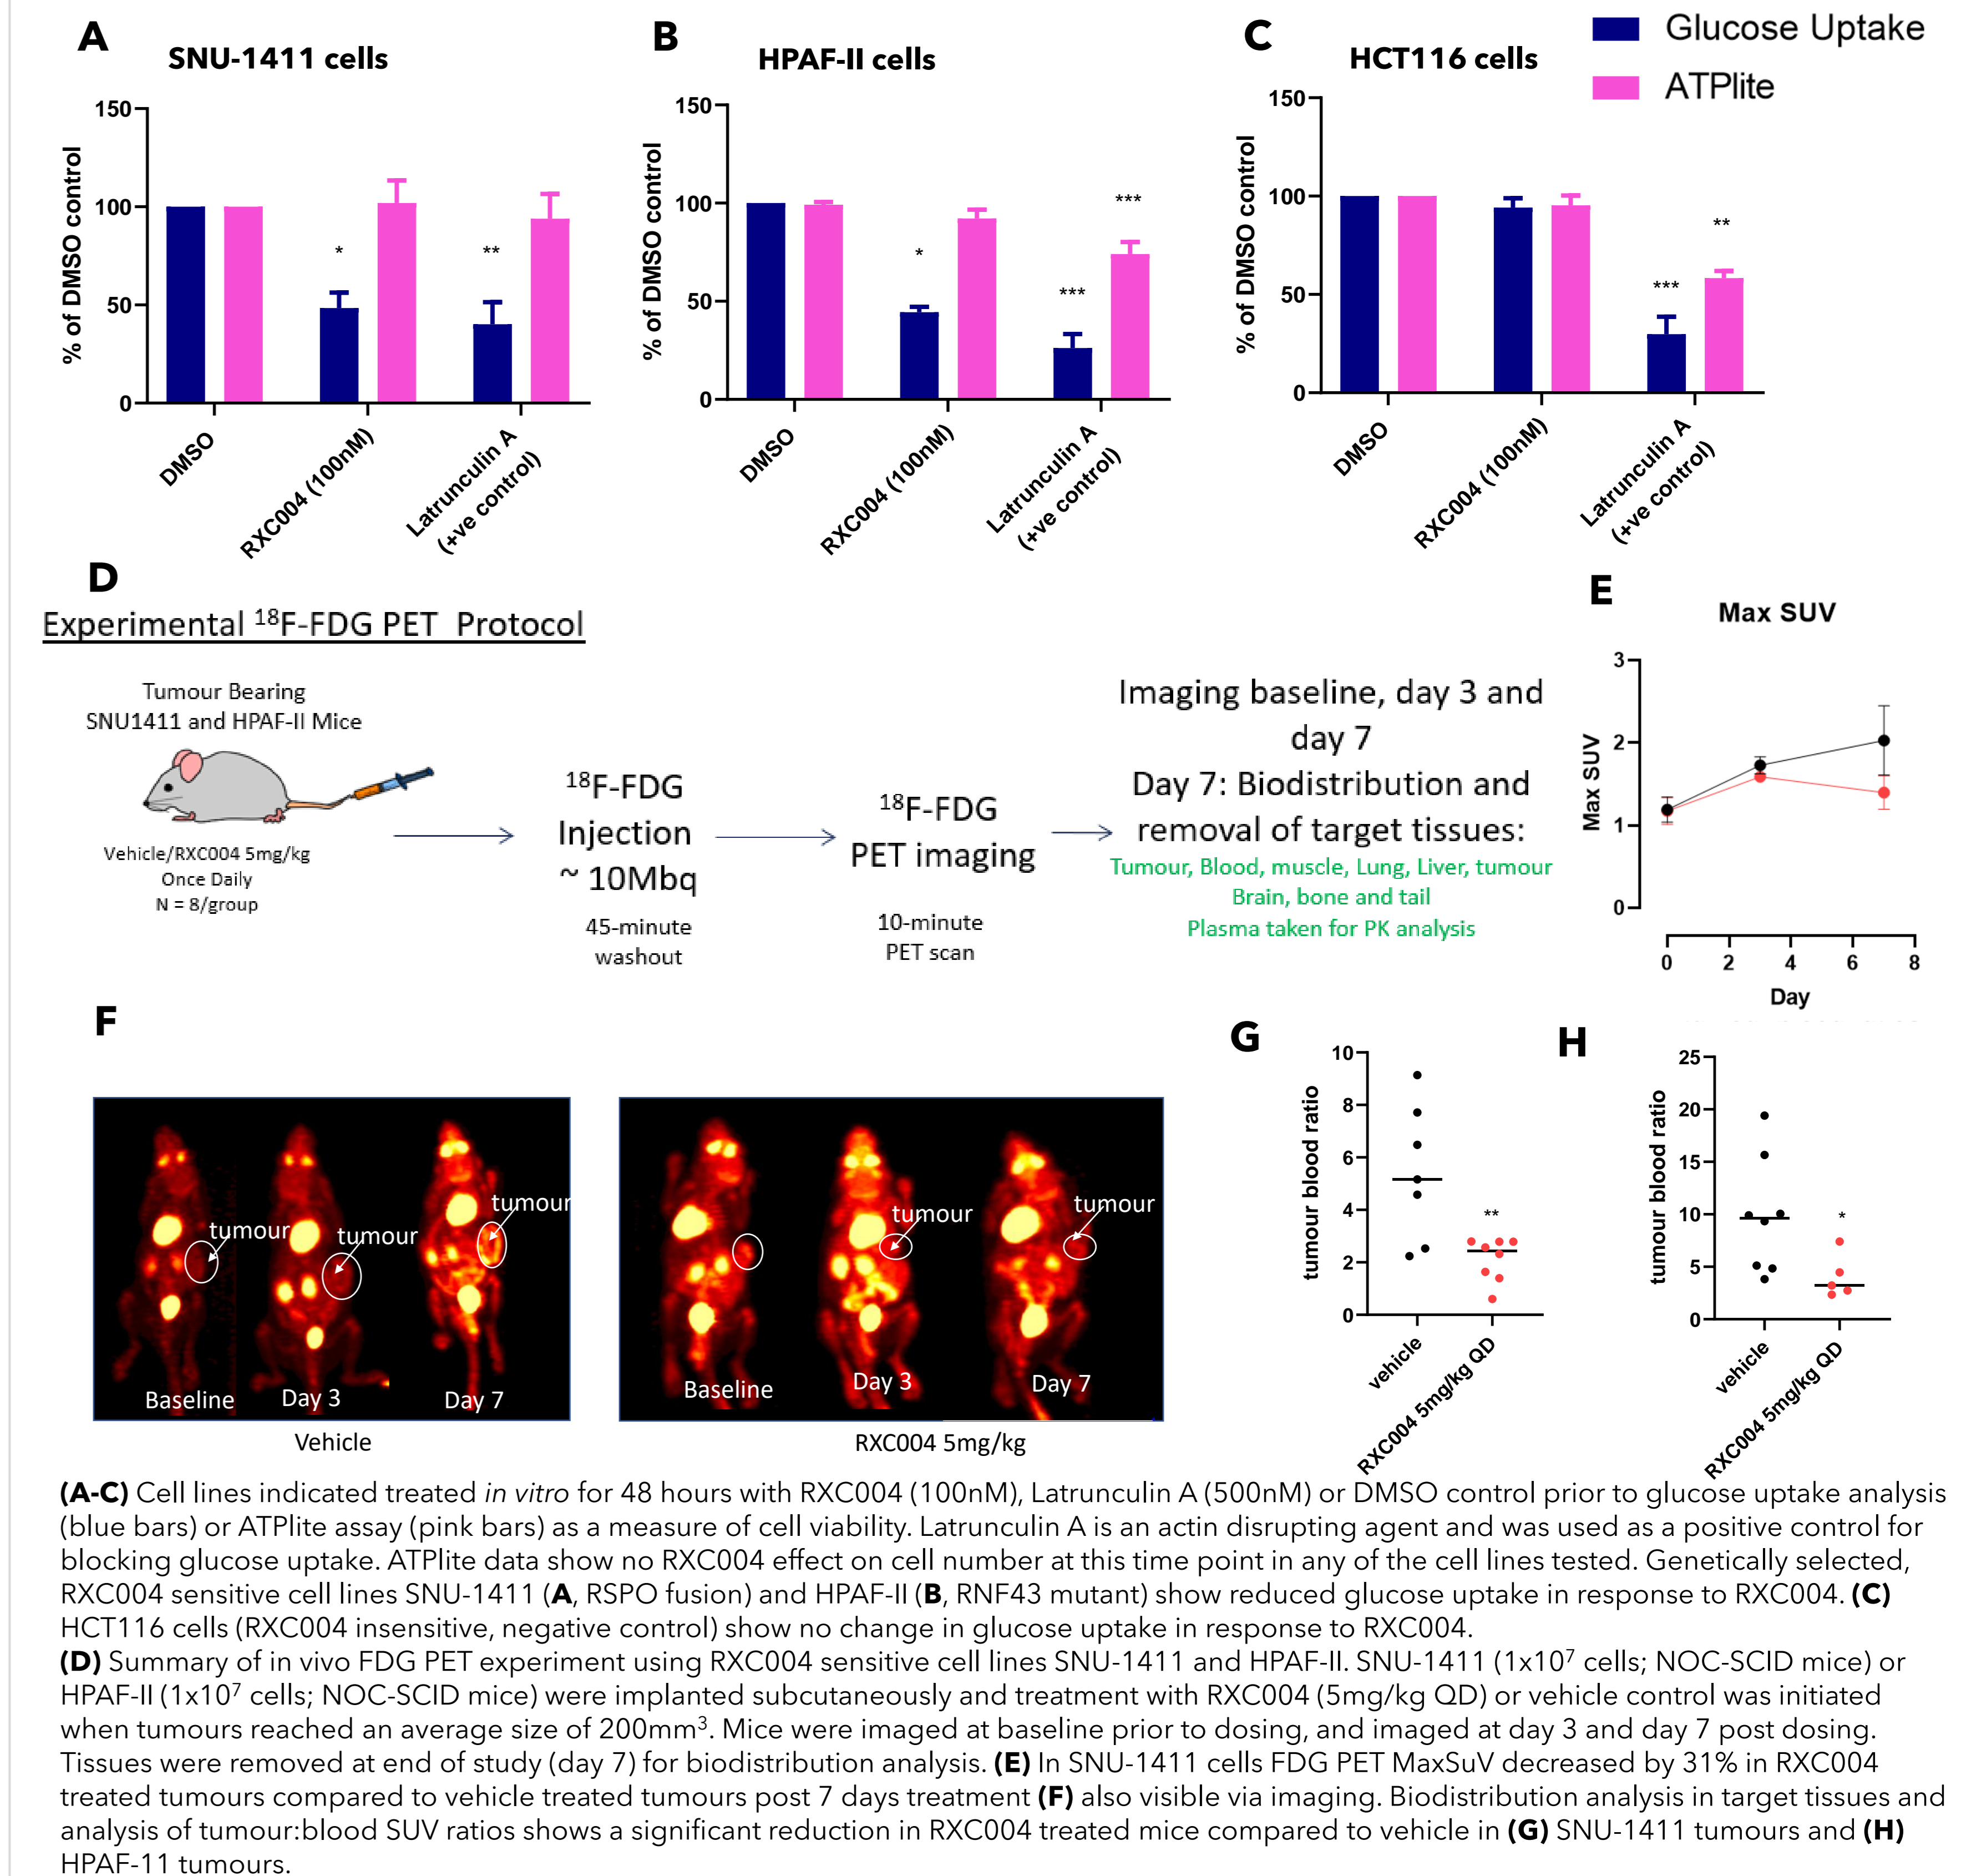 A
SNU-1411 cells
% of DMSO control
150
100
50
0
*
**
DMSO
RXC004 (100nM)
Latrunculin A
(+ve control)
B
HPAF-II cells
% of DMSO control
150
100
50
0
*
***
***
DMSO
RXC004 (100nM)
Latrunculin A
(+ve control)
C
HCT116 cells
% of DMSO control
150
100
50
0
***
**
DMSO
RXC004 (100nM)
Latrunculin A
(+ve control)
Glucose Uptake
ATPlite
D
Experimental ¹⁸F-FDG PET Protocol
Tumour Bearing
SNU1411 and HPAF-II Mice
Vehicle/RXC004 5mg/kg
Once Daily
N = 8/group
¹⁸F-FDG
Injection
~ 10Mbq
45-minute
washout
¹⁸F-FDG
PET imaging
10-minute
PET scan
Imaging baseline, day 3 and
day 7
Day 7: Biodistribution and
removal of target tissues:
Tumour, Blood, muscle, Lung, Liver, tumour
Brain, bone and tail
Plasma taken for PK analysis
E
Max SUV
Max SUV
3
2
1
0
0 2 4 6 8
Day
F
tumour
tumour
tumour
Baseline
Day 3
Day 7
Vehicle
tumour
tumour
Baseline
Day 3
Day 7
RXC004 5mg/kg
G
tumour blood ratio
10
8
6
4
2
0
**
vehicle
RXC004 5mg/kg QD
H
tumour blood ratio
25
20
15
10
5
0
*
vehicle
RXC004 5mg/kg QD
(A-C) Cell lines indicated treated in vitro for 48 hours with RXC004 (100nM), Latrunculin A (500nM) or DMSO control prior to glucose uptake analysis
(blue bars) or ATPlite assay (pink bars) as a measure of cell viability. Latrunculin A is an actin disrupting agent and was used as a positive control for
blocking glucose uptake. ATPlite data show no RXC004 effect on cell number at this time point in any of the cell lines tested. Genetically selected,
RXC004 sensitive cell lines SNU-1411 (A, RSPO fusion) and HPAF-II (B, RNF43 mutant) show reduced glucose uptake in response to RXC004. (C)
HCT116 cells (RXC004 insensitive, negative control) show no change in glucose uptake in response to RXC004.
(D) Summary of in vivo FDG PET experiment using RXC004 sensitive cell lines SNU-1411 and HPAF-II. SNU-1411 (1x10⁷ cells; NOC-SCID mice) or
HPAF-II (1x10⁷ cells; NOC-SCID mice) were implanted subcutaneously and treatment with RXC004 (5mg/kg QD) or vehicle control was initiated
when tumours reached an average size of 200mm³. Mice were imaged at baseline prior to dosing, and imaged at day 3 and day 7 post dosing.
Tissues were removed at end of study (day 7) for biodistribution analysis. (E) In SNU-1411 cells FDG PET MaxSuV decreased by 31% in RXC004
treated tumours compared to vehicle treated tumours post 7 days treatment (F) also visible via imaging. Biodistribution analysis in target tissues and
analysis of tumour:blood SUV ratios shows a significant reduction in RXC004 treated mice compared to vehicle in (G) SNU-1411 tumours and (H)
HPAF-11 tumours.